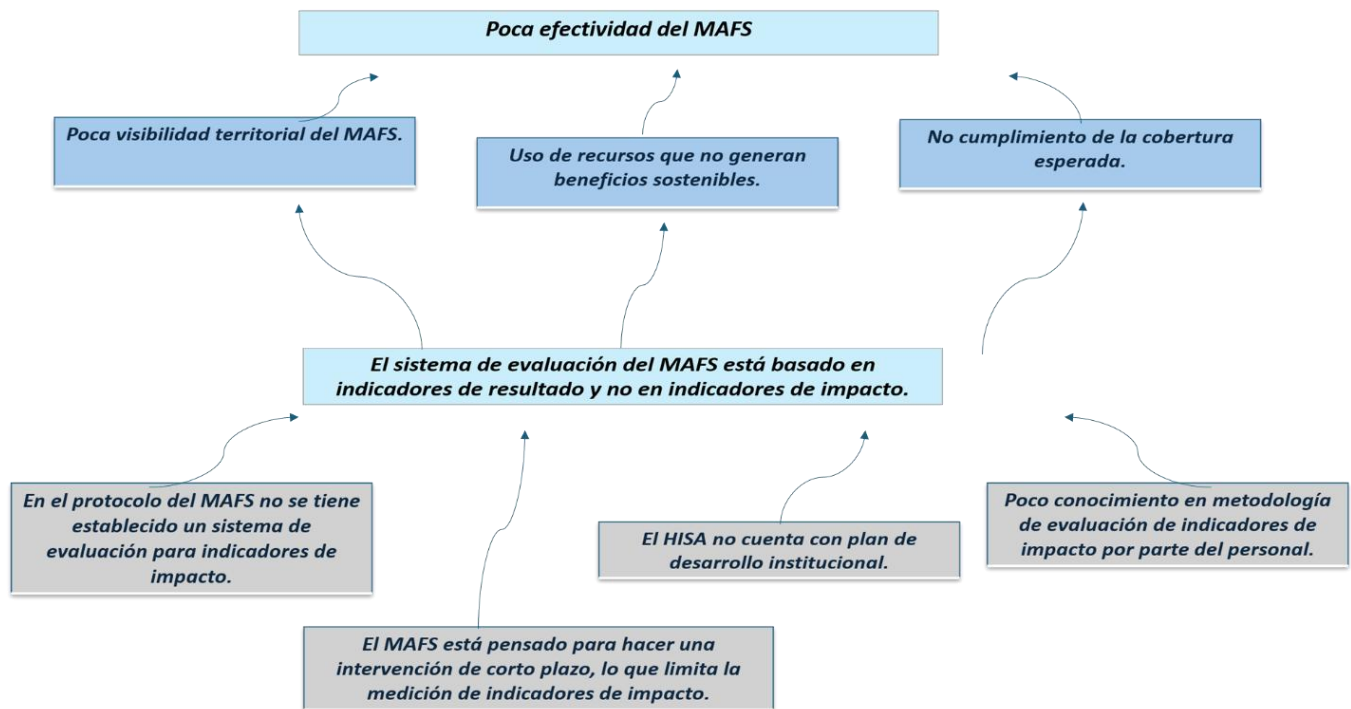 Poca efectividad del MAFS
Poca visibilidad territorial del MAFS.
Uso de recursos que no generan
beneficios sostenibles.
No cumplimiento de la cobertura
esperada.
El sistema de evaluación del MAFS está basado en
indicadores de resultado y no en indicadores de impacto.
En el protocolo del MAFS no se tiene
establecido un sistema de
evaluación para indicadores de
impacto.
El MAFS está pensado para hacer una
intervención de corto plazo, lo que limita la
medición de indicadores de impacto.
El HISA no cuenta con plan de
desarrollo institucional.
Poco conocimiento en metodología
de evaluación de indicadores de
impacto por parte del personal.